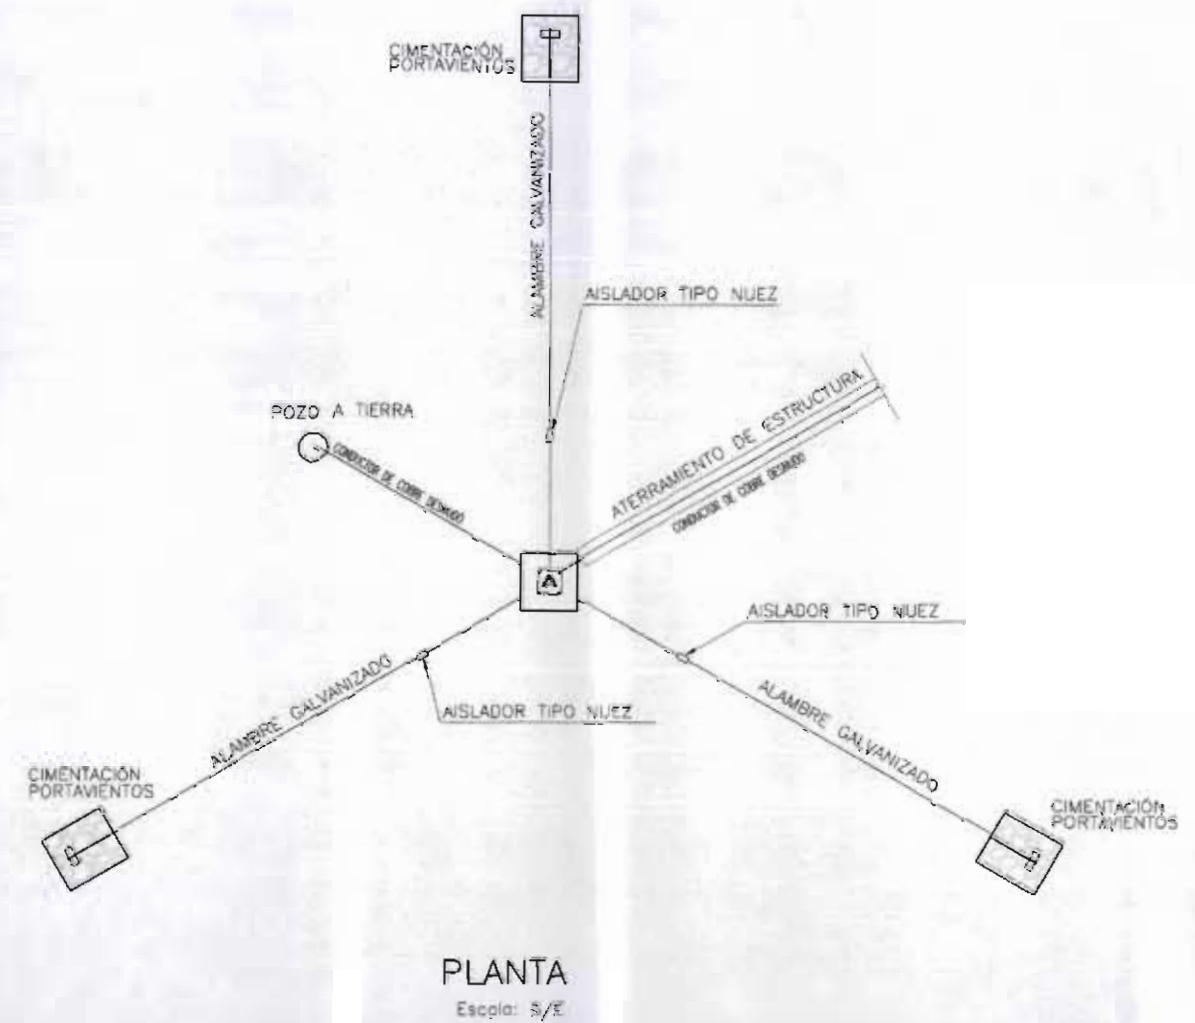 CIMENTACIÓN
PORTAVIENTOS
ALAMBRE GALVANIZADO
AISLADOR TIPO NUEZ
POZO A TIERRA
CONDUCTOR DE COBRE DESNUDO
ATERRAMIENTO DE ESTRUCTURA
CONDUCTOR DE COBRE DESNUDO
A
AISLADOR TIPO NUEZ
ALAMBRE GALVANIZADO
AISLADOR TIPO NUEZ
ALAMBRE GALVANIZADO
CIMENTACIÓN
PORTAVIENTOS
CIMENTACIÓN
PORTAVIENTOS
PLANTA
Escala: S/E